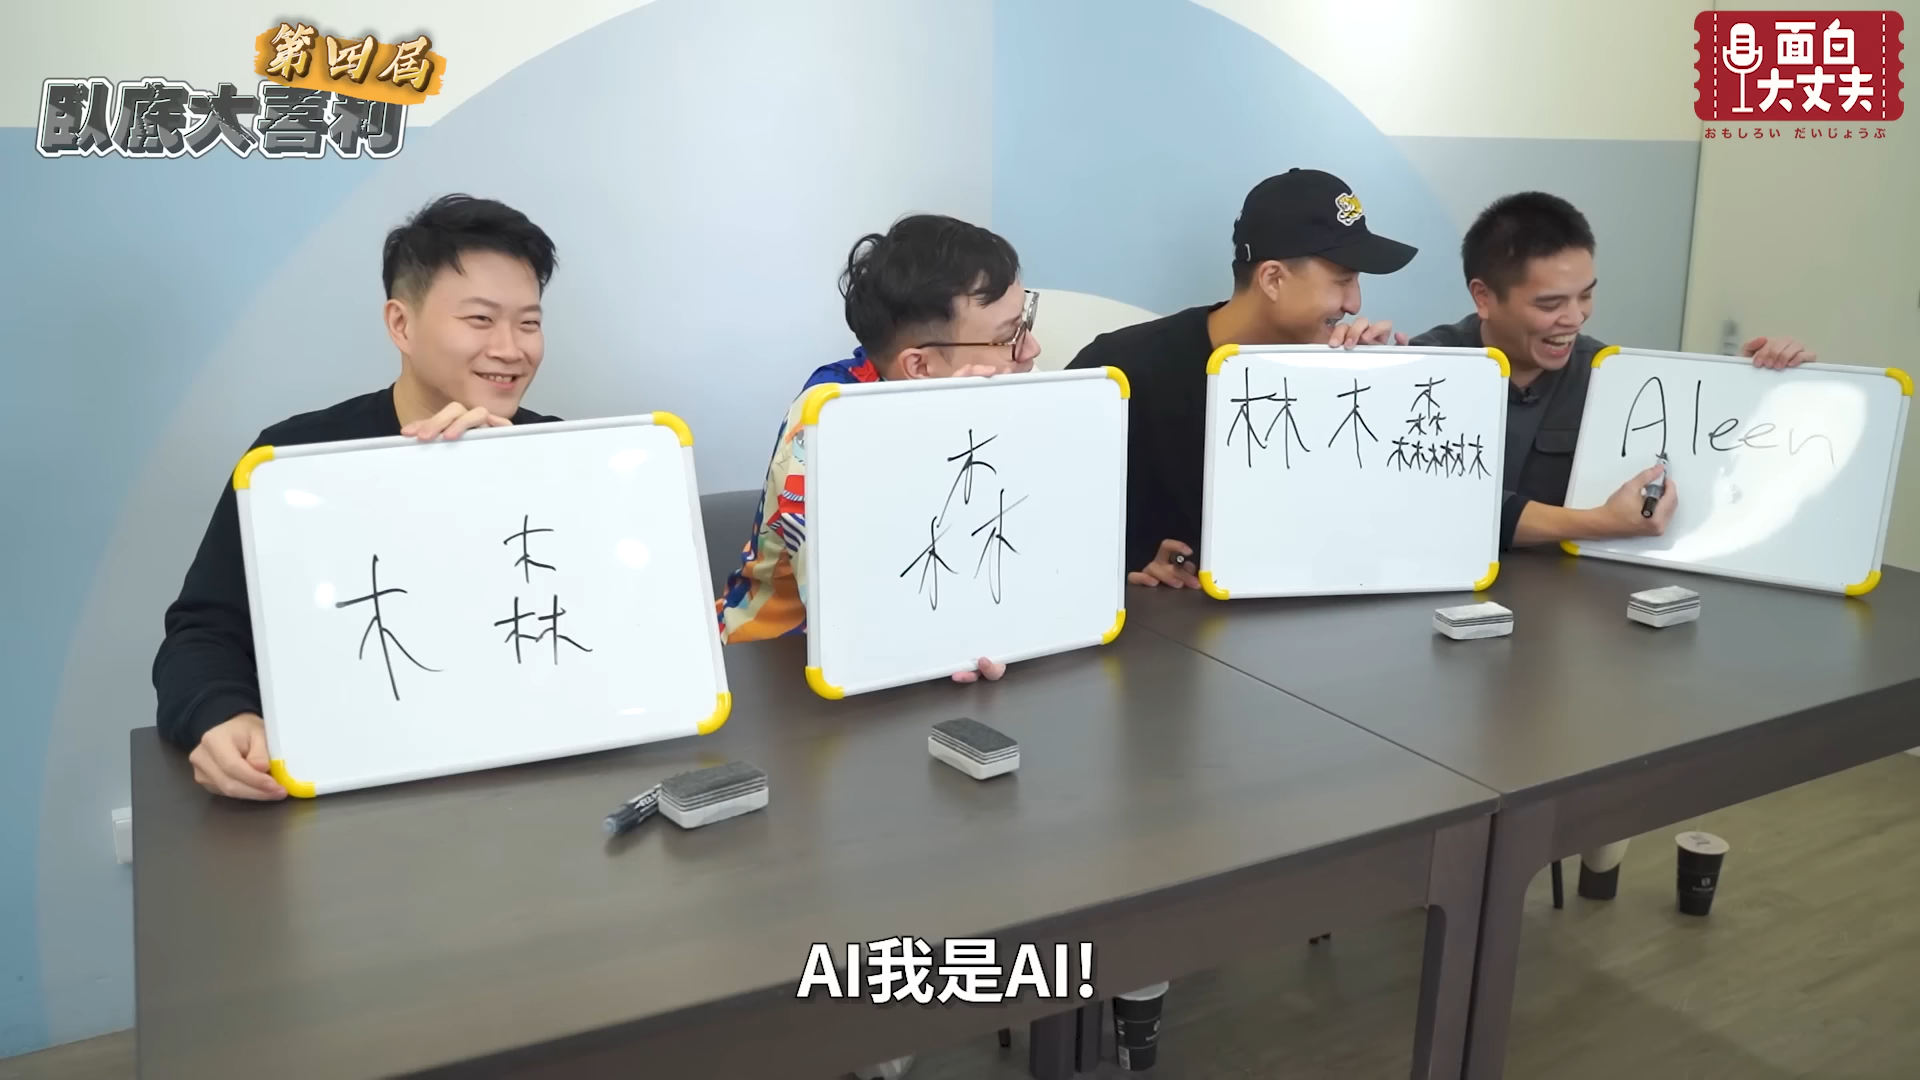 第四屆
臥底大喜利
面白
大丈夫
おもしろい だいじょうぶ
木 森
森
林 木 森
林林林林
Aleen
AI我是AI!